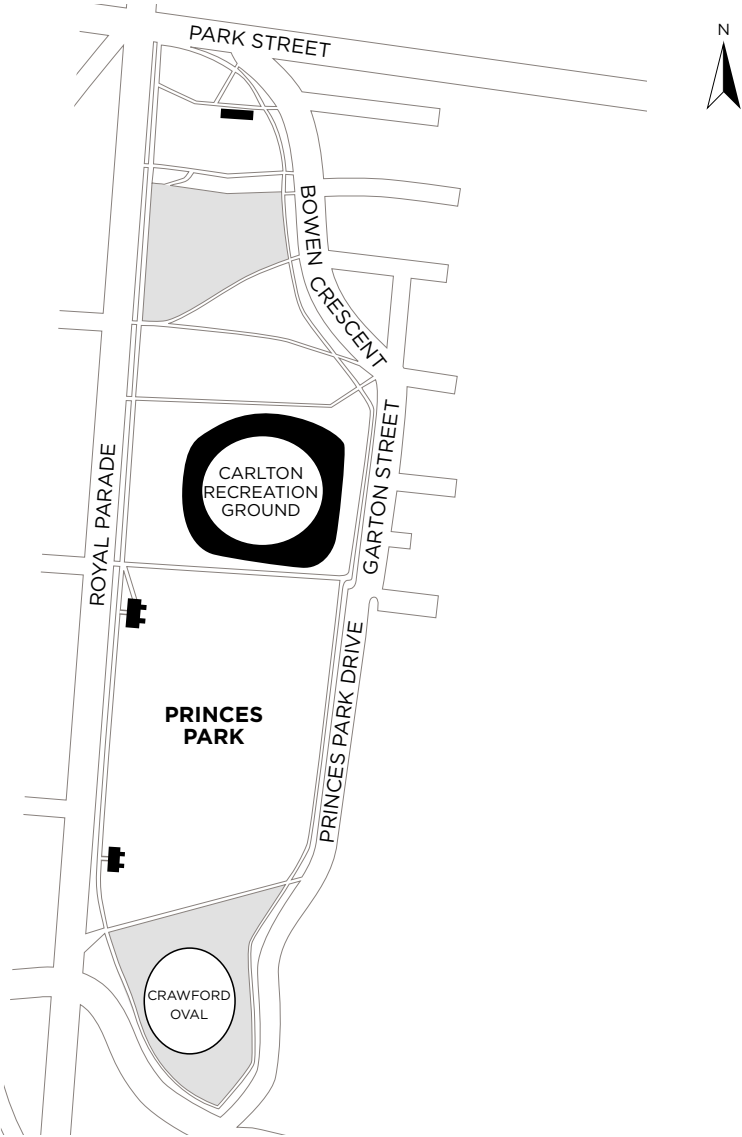 PARK STREET
N
BOWEN CRESCENT
CARLTON
RECREATION
GROUND
GARTON STREET
ROYAL PARADE
PRINCES
PARK
PRINCES PARK DRIVE
CRAWFORD
OVAL